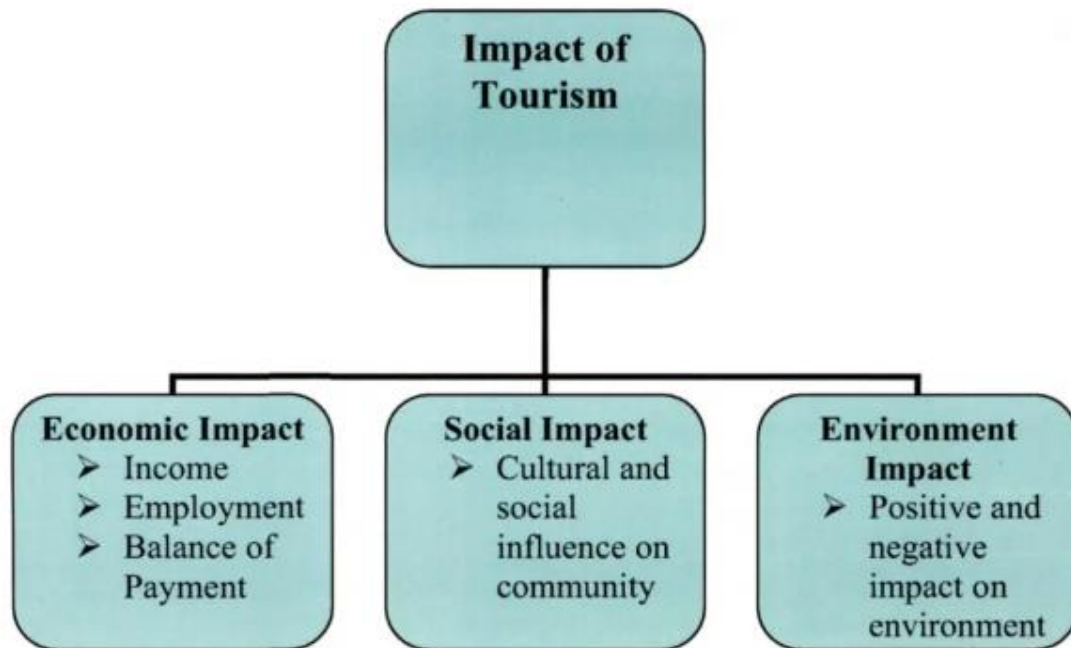 Impact of
Tourism
Economic Impact
➢ Income
➢ Employment
➢ Balance of
Payment
Social Impact
➢ Cultural and
social
influence on
community
Environment
Impact
➢ Positive and
negative
impact on
environment